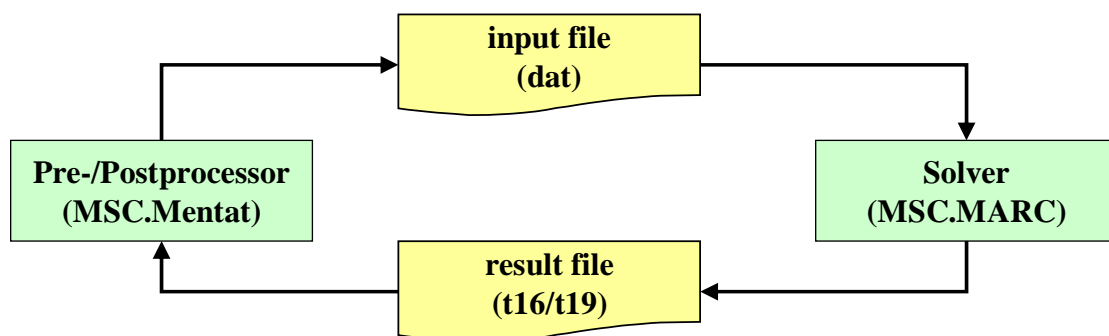 input file
(dat)
Pre-/Postprocessor
(MSC.Mentat)
Solver
(MSC.MARC)
result file
(t16/t19)